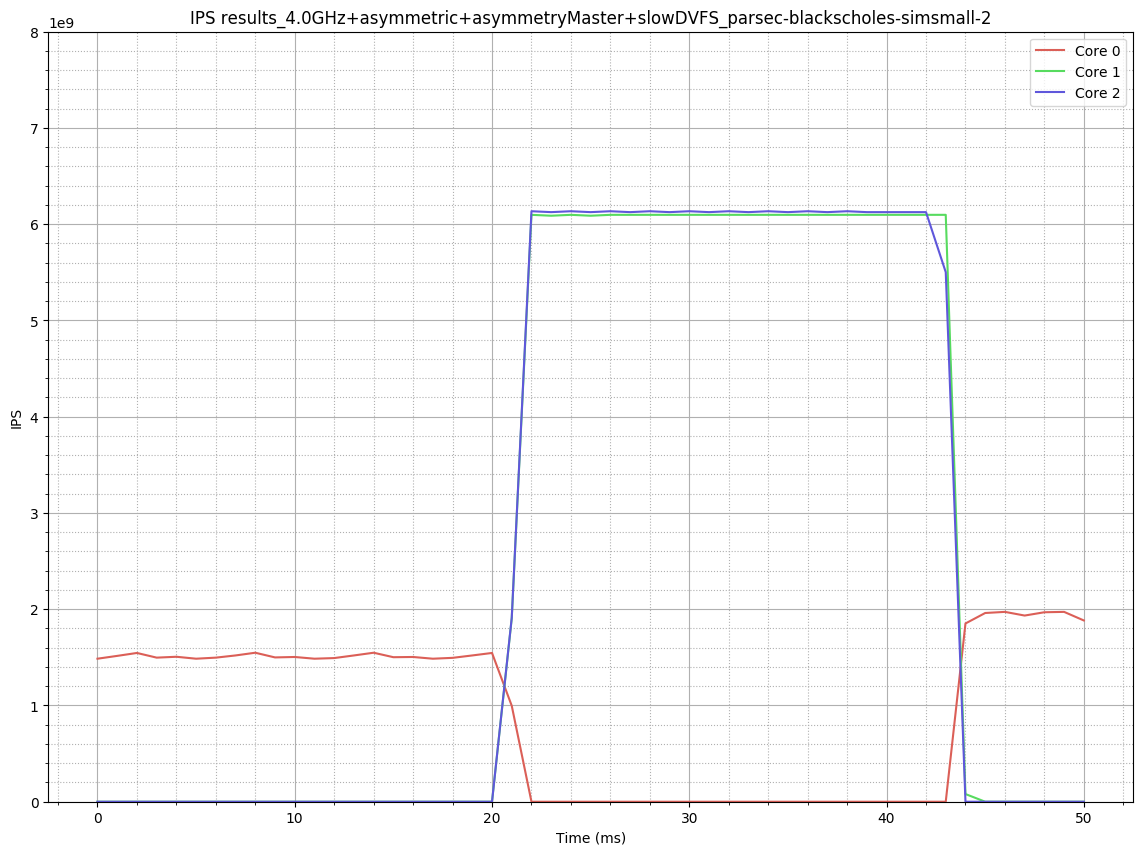 IPS results_4.0GHz+asymmetric+asymmetryMaster+slowDVFS_parsec-blackscholes-simsmall-2
1e9
8
7
6
5
4
3
2
1
0
IPS
Core 0
Core 1
Core 2
0 10 20 30 40 50
Time (ms)